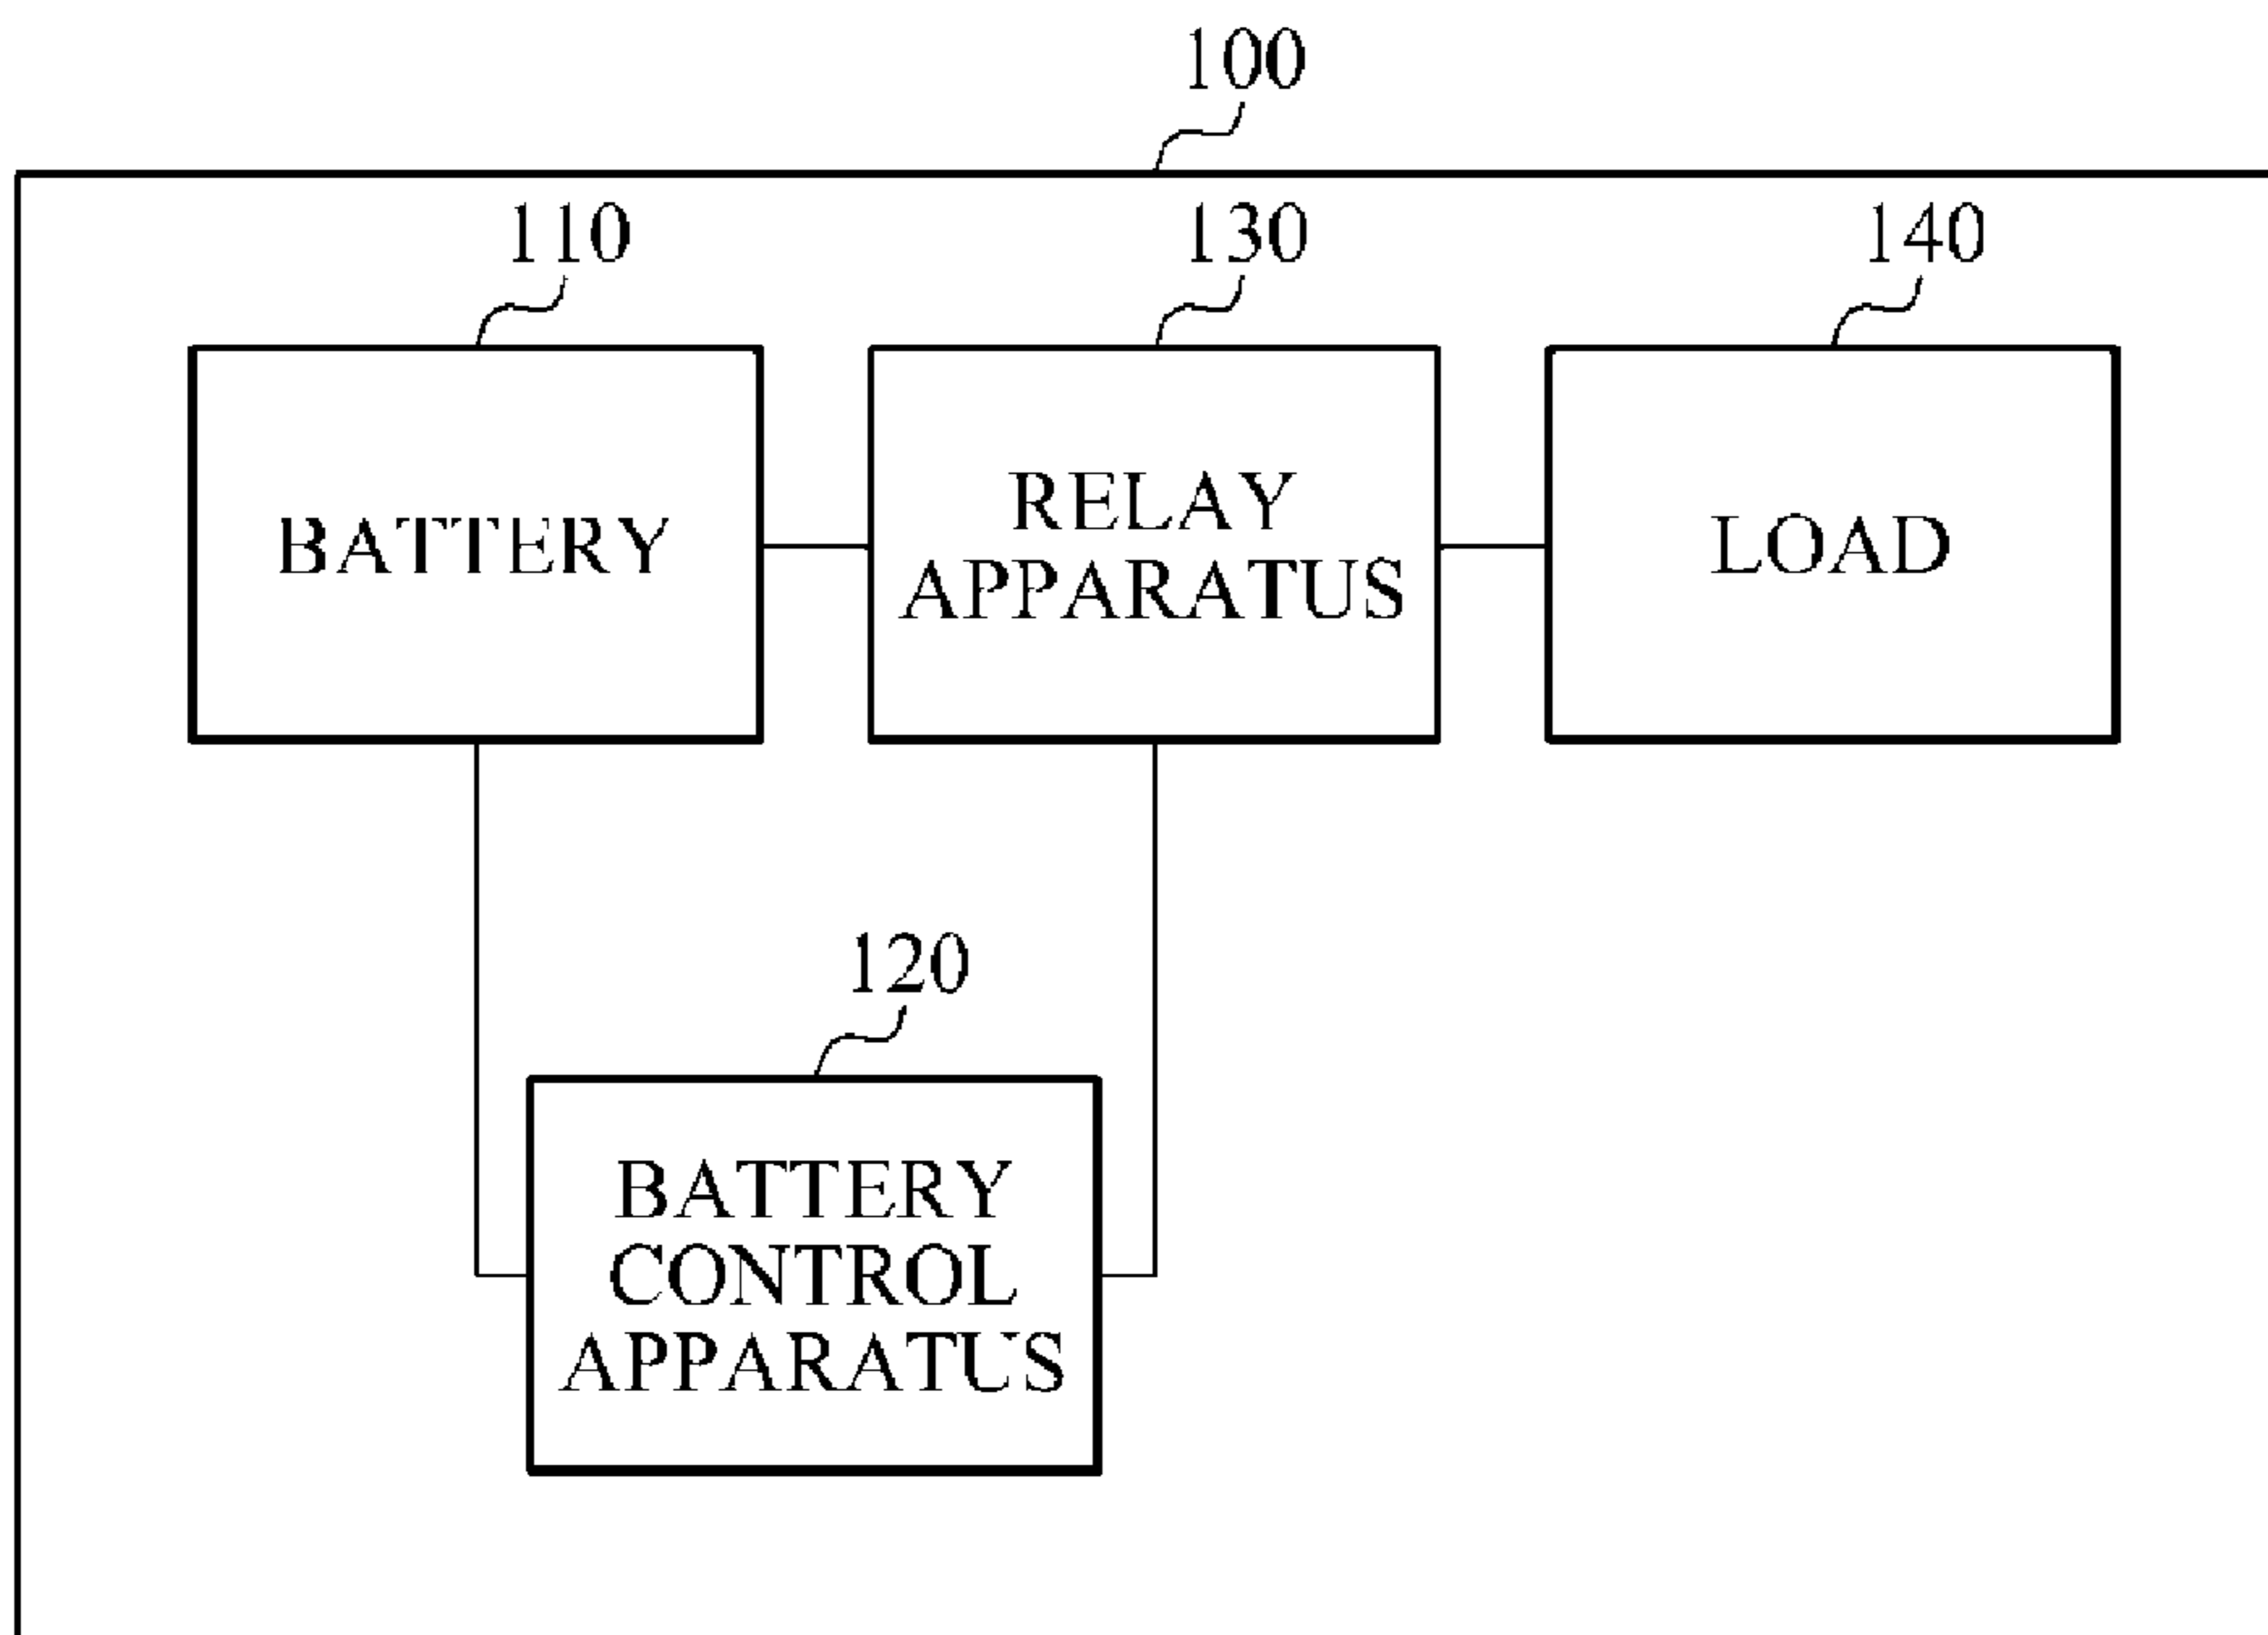 100
110
130
140
BATTERY
RELAY
APPARATUS
LOAD
120
BATTERY
CONTROL
APPARATUS